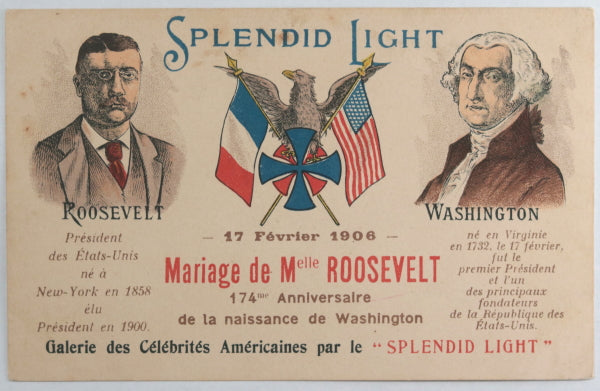 SPLENDID LIGHT
ROOSEVELT
Président
des États-Unis
né à
New-York en 1858
élu
Président en 1900.
WASHINGTON
né en Virginie
en 1732, le 17 février,
fut le
premier Président
et l'un
des principaux
fondateurs
de la République des
États-Unis.
— 17 Février 1906 —
Mariage de Melle ROOSEVELT
174me Anniversaire
de la naissance de Washington
Galerie des Célébrités Américaines par le "SPLENDID LIGHT"